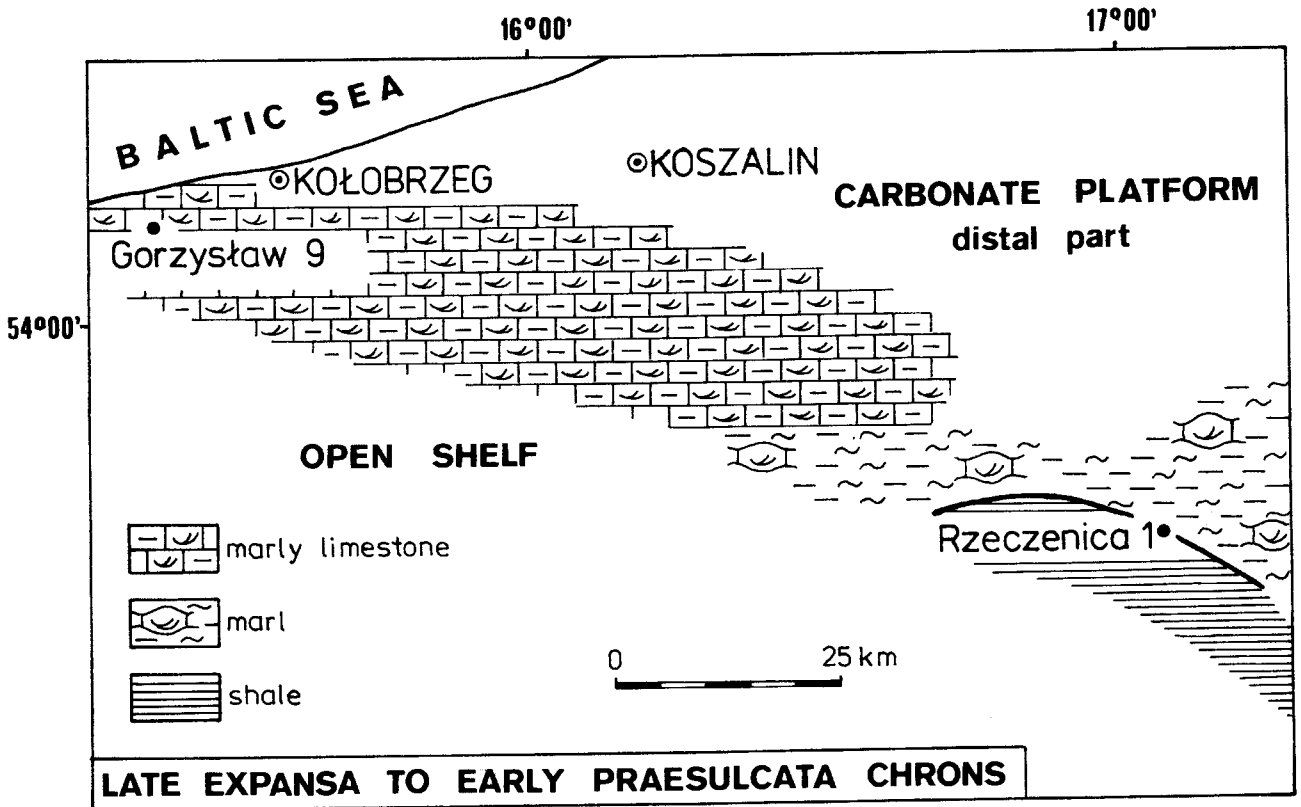 16°00'
17°00'
BALTIC SEA
KOŁOBRZEG
KOSZALIN
CARBONATE PLATFORM
distal part
Gorzysław 9
54°00'
OPEN SHELF
Rzeczenica 1
marly limestone
marl
shale
0 25 km
LATE EXPANSA TO EARLY PRAESULCATA CHRONS